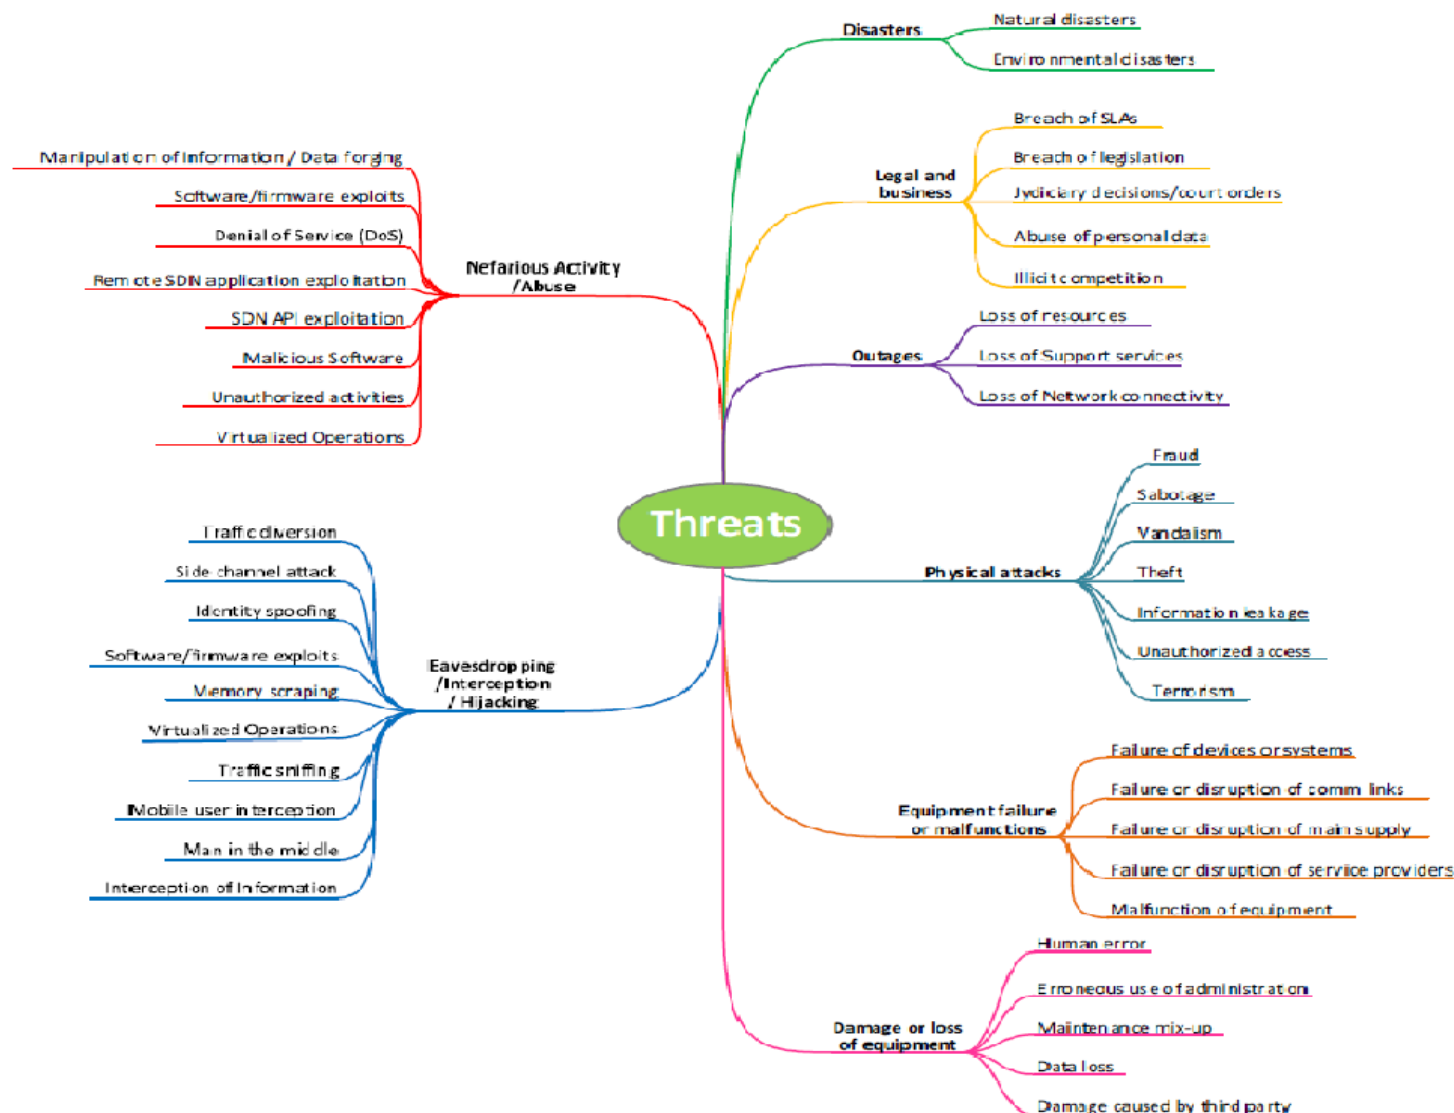 Disasters
Natural disasters
Environmental disasters
Legal and
business
Breach of SLAs
Breach of legislation
Jydiciary decisions/court orders
Abuse of personal data
Illicit competition
Outages
Loss of resources
Loss of Support services
Loss of Network connectivity
Nefarious Activity
/Abuse
Manipulation of Information / Data forging
Software/firmware exploits
Denial of Service (DoS)
Remote SDN application exploitation
SDN API exploitation
Malicious Software
Unauthorized activities
Virtualized Operations
Threats
Physical attacks
Fraud
Sabotage
Vandalism
Theft
Information leakage
Unauthorized access
Terrorism
Eavesdropping
/Interception
/ Hijacking
Traffic diversion
Side-channel attack
Identity spoofing
Software/firmware exploits
Memory scraping
Virtualized Operations
Traffic sniffing
Mobile user interception
Man in the middle
Interception of Information
Equipment failure
or malfunctions
Failure of devices or systems
Failure or disruption of comm links
Failure or disruption of main supply
Failure or disruption of service providers
Malfunction of equipment
Damage or loss
of equipment
Human error
Erroneous use of administration
Maintenance mix-up
Data loss
Damage caused by third party